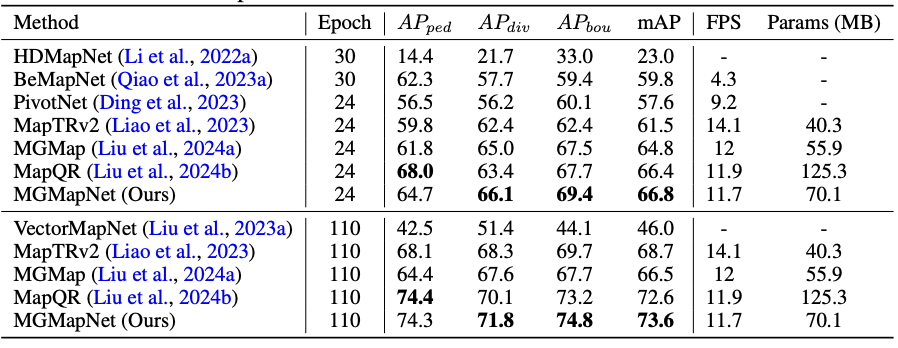 Method Epoch APped APdiv APbou mAP FPS Params (MB)
HDMapNet (Li et al., 2022a) 30 14.4 21.7 33.0 23.0 - -
BeMapNet (Qiao et al., 2023a) 30 62.3 57.7 59.4 59.8 4.3 -
PivotNet (Ding et al., 2023) 24 56.5 56.2 60.1 57.6 9.2 -
MapTRv2 (Liao et al., 2023) 24 59.8 62.4 62.4 61.5 14.1 40.3
MGMap (Liu et al., 2024a) 24 61.8 65.0 67.5 64.8 12 55.9
MapQR (Liu et al., 2024b) 24 68.0 63.4 67.7 66.4 11.9 125.3
MGMapNet (Ours) 24 64.7 66.1 69.4 66.8 11.7 70.1
VectorMapNet (Liu et al., 2023a) 110 42.5 51.4 44.1 46.0 - -
MapTRv2 (Liao et al., 2023) 110 68.1 68.3 69.7 68.7 14.1 40.3
MGMap (Liu et al., 2024a) 110 64.4 67.6 67.7 66.5 12 55.9
MapQR (Liu et al., 2024b) 110 74.4 70.1 73.2 72.6 11.9 125.3
MGMapNet (Ours) 110 74.3 71.8 74.8 73.6 11.7 70.1